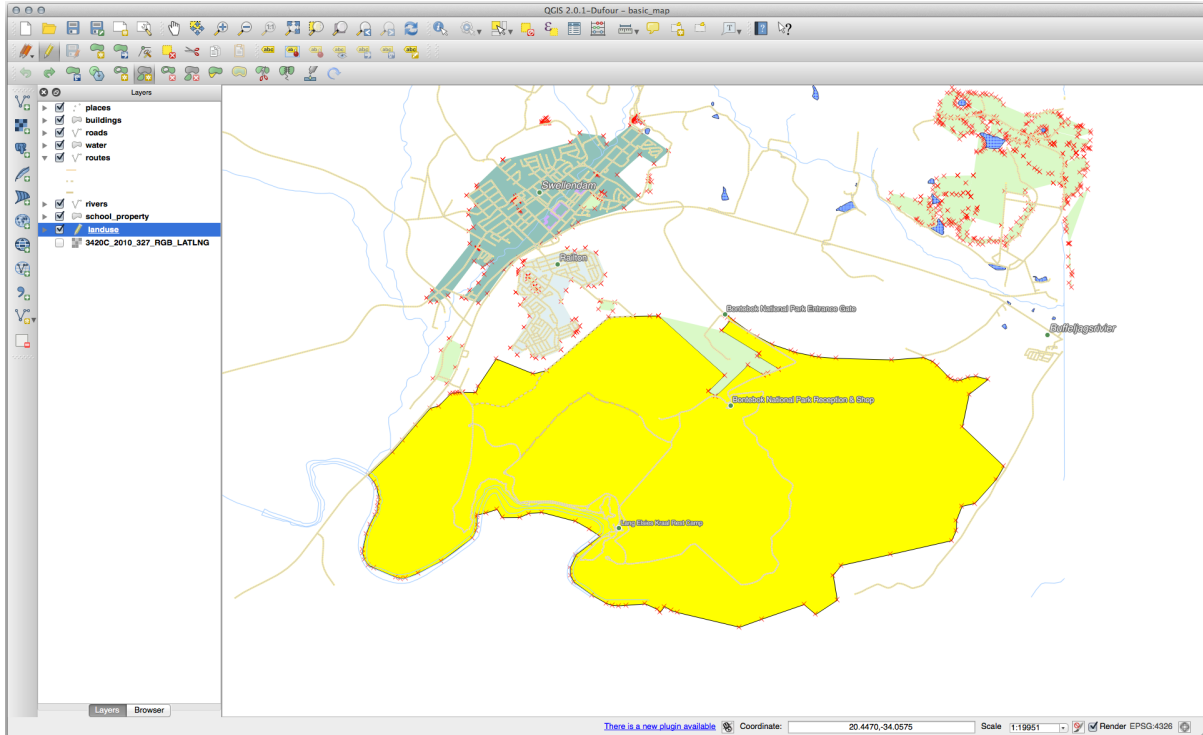 QGIS 2.0.1-Dufour - basic_map
Layers
places
buildings
roads
water
routes
rivers
school_property
landuse
3420C_2010_327_RGB_LATLNG
Swellendam
Railton
Bontebok National Park Entrance Gate
Buffeljagsrivier
Bontebok National Park Reception & Shop
Lang Elsies Kraal Rest Camp
Layers
Browser
There is a new plugin available
Coordinate:
20.4470,-34.0575
Scale
1:19951
Render
EPSG:4326